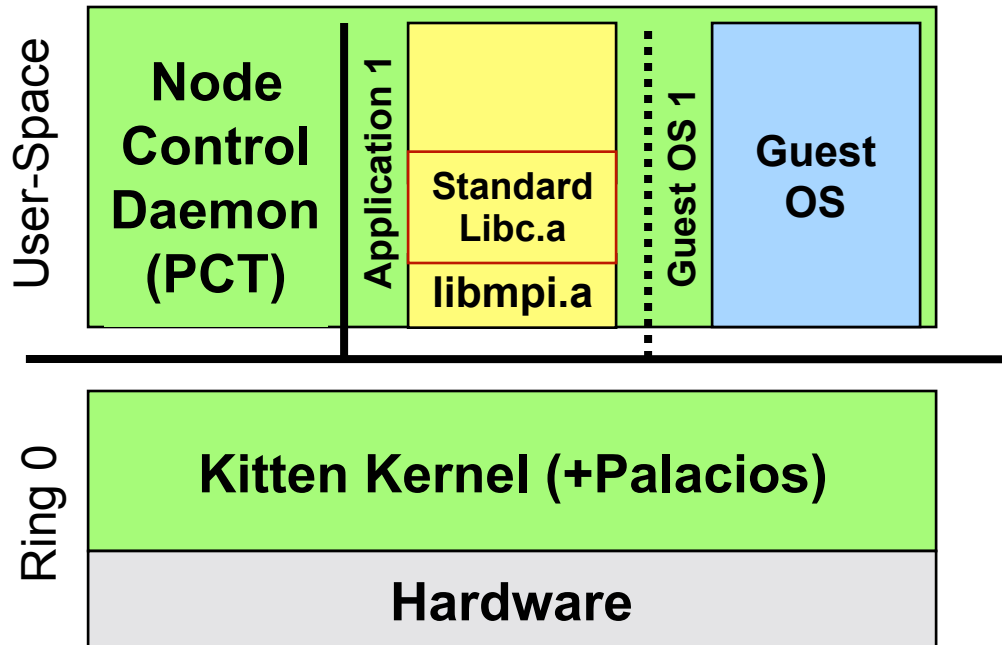 User-Space
Node
Control
Daemon
(PCT)
Application 1
Standard
Libc.a
libmpi.a
Guest OS 1
Guest
OS
Ring 0
Kitten Kernel (+Palacios)
Hardware